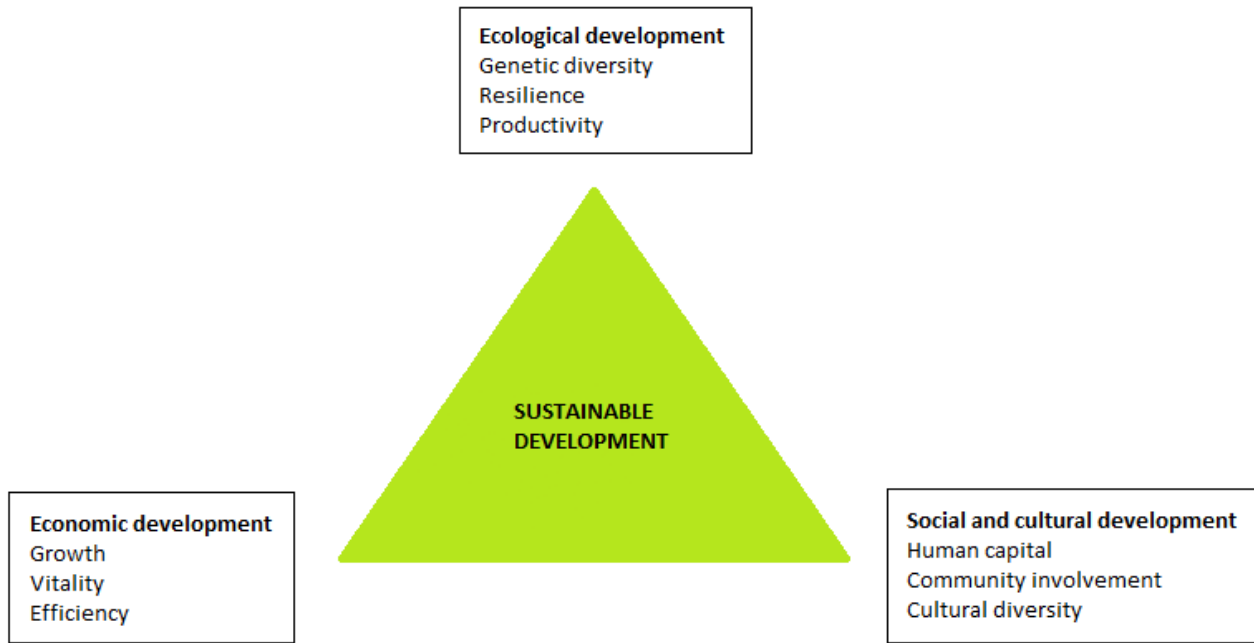 Ecological development
Genetic diversity
Resilience
Productivity
SUSTAINABLE
DEVELOPMENT
Economic development
Growth
Vitality
Efficiency
Social and cultural development
Human capital
Community involvement
Cultural diversity